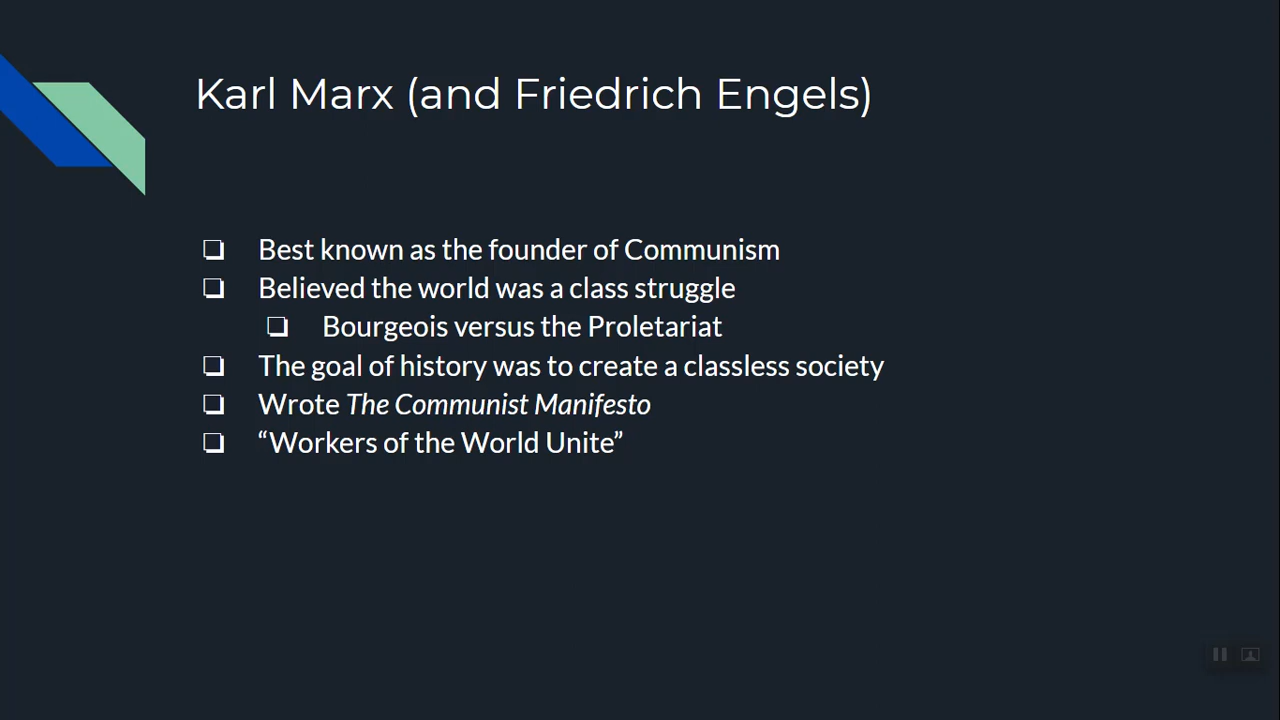 Karl Marx (and Friedrich Engels)
❏ Best known as the founder of Communism
❏ Believed the world was a class struggle
❏ Bourgeois versus the Proletariat
❏ The goal of history was to create a classless society
❏ Wrote The Communist Manifesto
❏ “Workers of the World Unite”